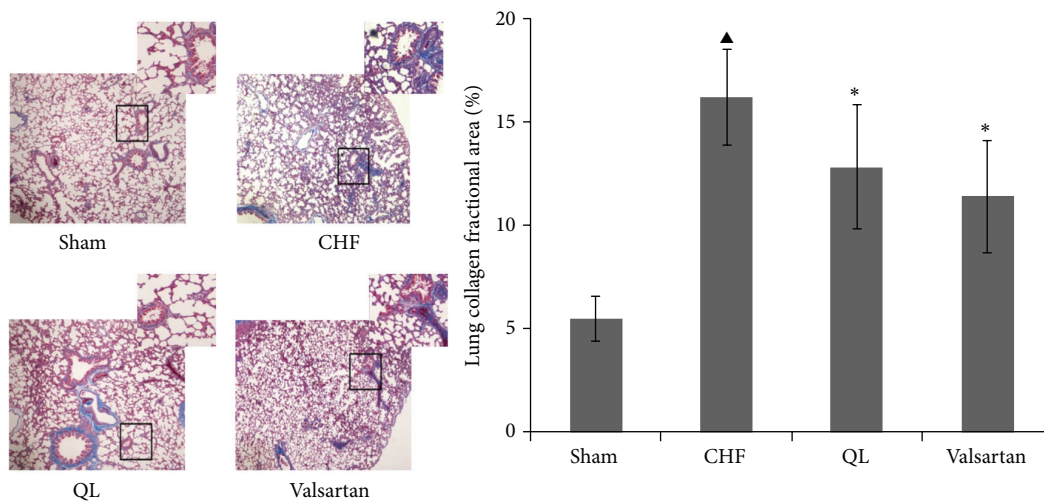 Sham
CHF
QL
Valsartan
Lung collagen fractional area (%)
20
15
10
5
0
▲
*
*
Sham
CHF
QL
Valsartan